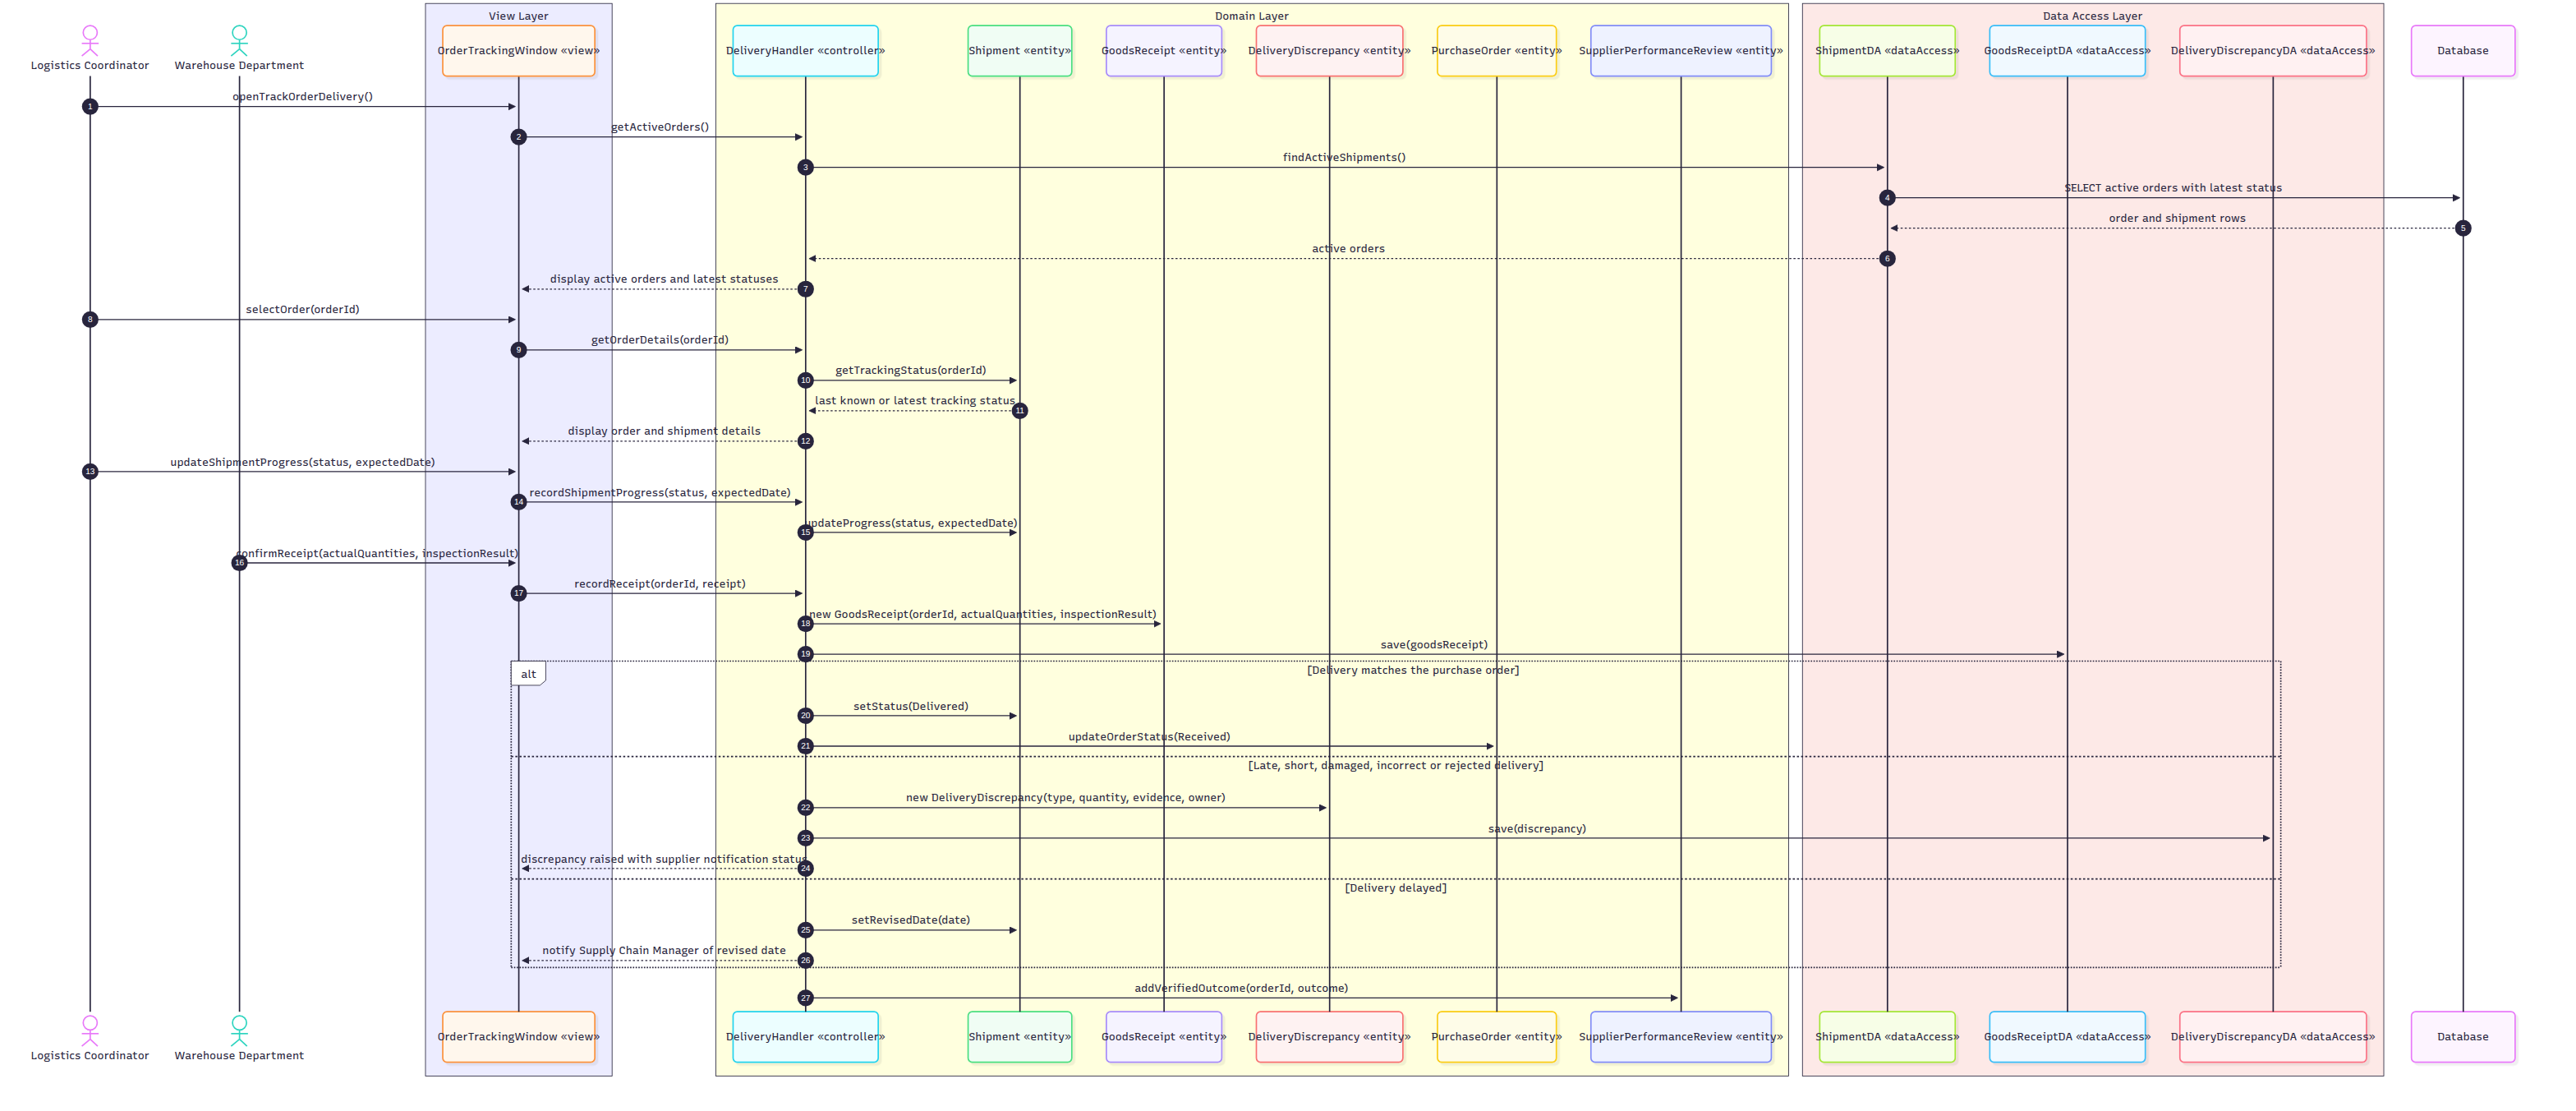 View Layer
Domain Layer
Data Access Layer
Logistics Coordinator
Warehouse Department
OrderTrackingWindow «view»
DeliveryHandler «controller»
Shipment «entity»
GoodsReceipt «entity»
DeliveryDiscrepancy «entity»
PurchaseOrder «entity»
SupplierPerformanceReview «entity»
ShipmentDA «dataAccess»
GoodsReceiptDA «dataAccess»
DeliveryDiscrepancyDA «dataAccess»
Database
openTrackOrderDelivery()
1
getActiveOrders()
2
findActiveShipments()
3
SELECT active orders with latest status
4
order and shipment rows
5
active orders
6
display active orders and latest statuses
7
selectOrder(orderId)
8
getOrderDetails(orderId)
9
getTrackingStatus(orderId)
10
last known or latest tracking status
11
display order and shipment details
12
updateShipmentProgress(status, expectedDate)
13
recordShipmentProgress(status, expectedDate)
14
updateProgress(status, expectedDate)
15
confirmReceipt(actualQuantities, inspectionResult)
16
recordReceipt(orderId, receipt)
17
new GoodsReceipt(orderId, actualQuantities, inspectionResult)
18
save(goodsReceipt)
19
alt
[Delivery matches the purchase order]
setStatus(Delivered)
20
updateOrderStatus(Received)
21
[Late, short, damaged, incorrect or rejected delivery]
new DeliveryDiscrepancy(type, quantity, evidence, owner)
22
save(discrepancy)
23
discrepancy raised with supplier notification status
24
[Delivery delayed]
setRevisedDate(date)
25
notify Supply Chain Manager of revised date
26
addVerifiedOutcome(orderId, outcome)
27
Logistics Coordinator
Warehouse Department
OrderTrackingWindow «view»
DeliveryHandler «controller»
Shipment «entity»
GoodsReceipt «entity»
DeliveryDiscrepancy «entity»
PurchaseOrder «entity»
SupplierPerformanceReview «entity»
ShipmentDA «dataAccess»
GoodsReceiptDA «dataAccess»
DeliveryDiscrepancyDA «dataAccess»
Database